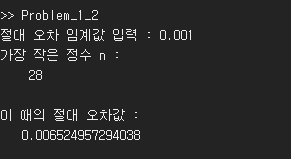 >> Problem_1_2
절대 오차 임계값 입력 : 0.001
가장 작은 정수 n :
28
이 때의 절대 오차값 :
0.006524957294038